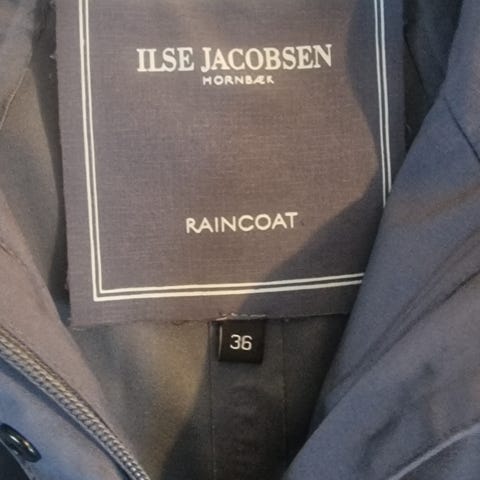 ILSE JACOBSEN
HORNBÆK
RAINCOAT
36